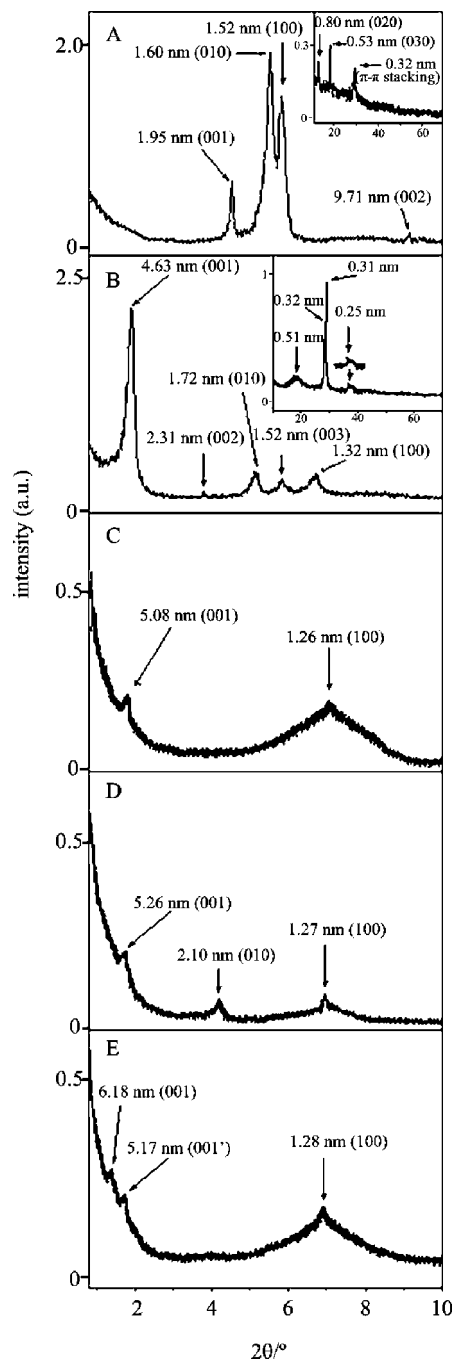 A
2.0
0
1.52 nm (100)
1.60 nm (010)
1.95 nm (001)
9.71 nm (002)
0.80 nm (020)
0.53 nm (030)
0.32 nm
(π-π stacking)
0.3
0
20 40 60
B
2.5
0
4.63 nm (001)
2.31 nm (002)
1.72 nm (010)
1.52 nm (003)
1.32 nm (100)
1
0
0.31 nm
0.32 nm
0.25 nm
0.51 nm
20 40 60
intensity (a.u.)
C
0.5
0
5.08 nm (001)
1.26 nm (100)
D
0.5
0
5.26 nm (001)
2.10 nm (010)
1.27 nm (100)
E
0.5
0
6.18 nm (001)
5.17 nm (001')
1.28 nm (100)
2 4 6 8 10
2θ/°